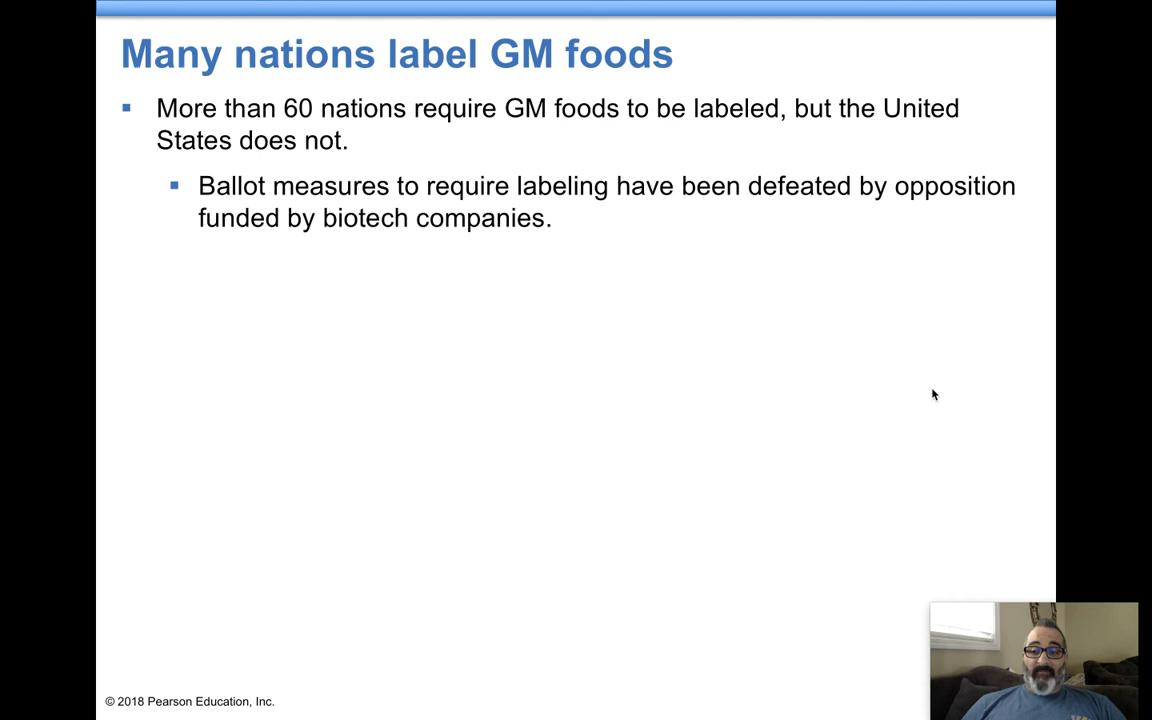 Many nations label GM foods
More than 60 nations require GM foods to be labeled, but the United
States does not.
Ballot measures to require labeling have been defeated by opposition
funded by biotech companies.
© 2018 Pearson Education, Inc.